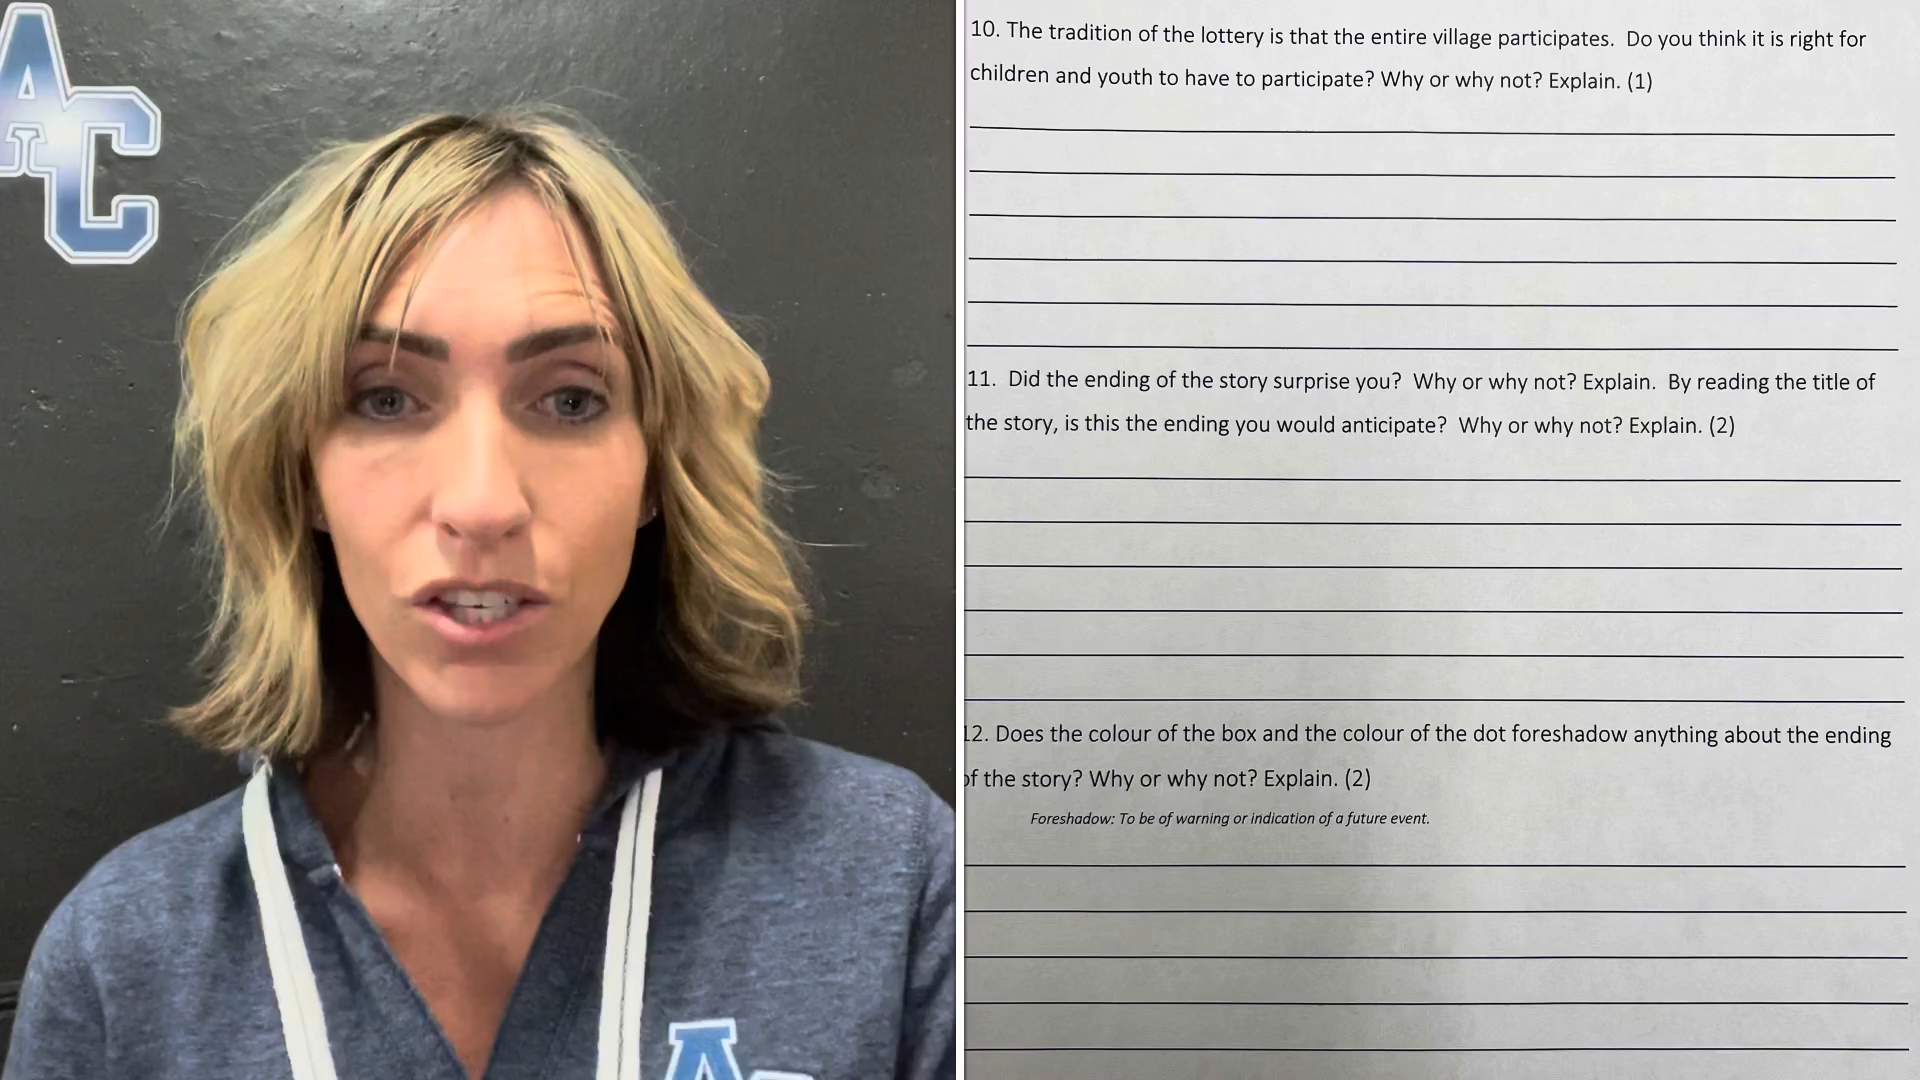 AC
10. The tradition of the lottery is that the entire village participates. Do you think it is right for
children and youth to have to participate? Why or why not? Explain. (1)
11. Did the ending of the story surprise you? Why or why not? Explain. By reading the title of
the story, is this the ending you would anticipate? Why or why not? Explain. (2)
12. Does the colour of the box and the colour of the dot foreshadow anything about the ending
of the story? Why or why not? Explain. (2)
Foreshadow: To be of warning or indication of a future event.
A